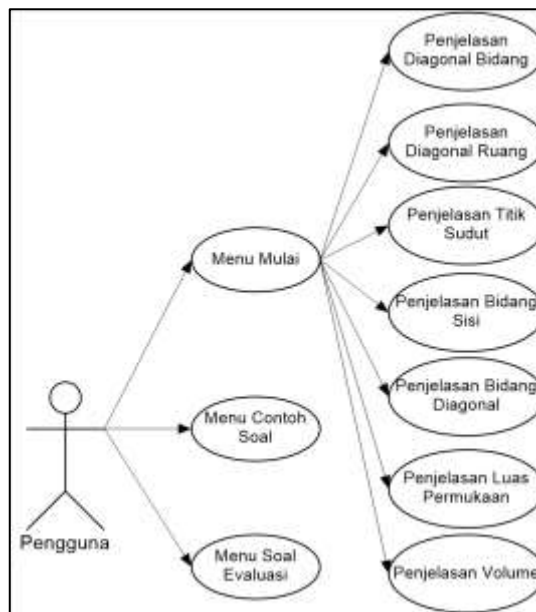 Penjelasan
Diagonal Bidang
Penjelasan
Diagonal Ruang
Penjelasan Titik
Sudut
Menu Mulai
Penjelasan Bidang
Sisi
Penjelasan Bidang
Diagonal
Menu Contoh
Soal
Penjelasan Luas
Permukaan
Pengguna
Menu Soal
Evaluasi
Penjelasan Volume